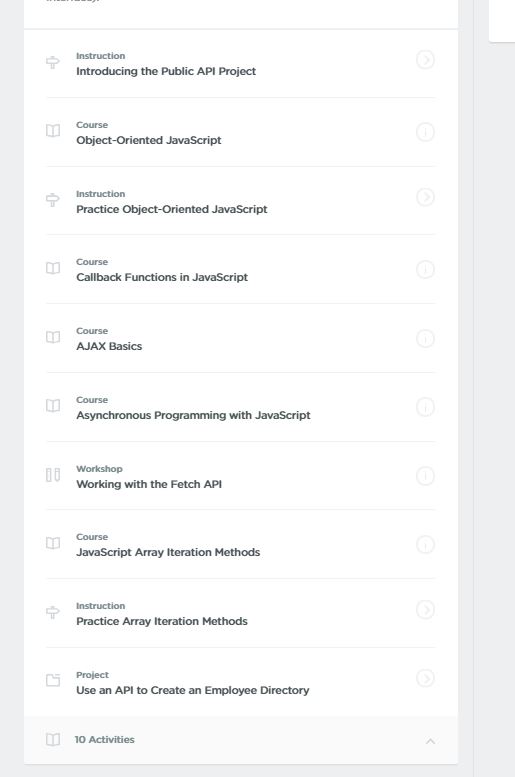 Instruction
Introducing the Public API Project
Course
Object-Oriented JavaScript
Instruction
Practice Object-Oriented JavaScript
Course
Callback Functions in JavaScript
Course
AJAX Basics
Course
Asynchronous Programming with JavaScript
Workshop
Working with the Fetch API
Course
JavaScript Array Iteration Methods
Instruction
Practice Array Iteration Methods
Project
Use an API to Create an Employee Directory
10 Activities